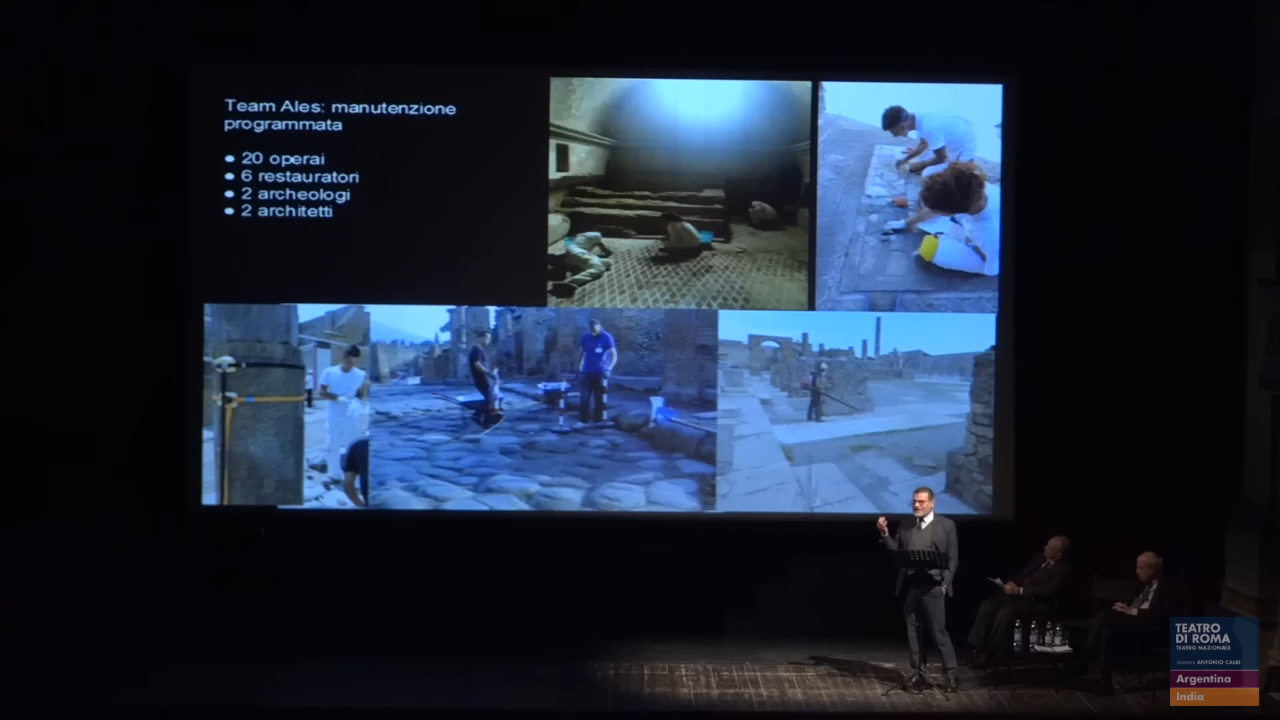 Team Ales: manutenzione
programmata
● 20 operai
● 6 restauratori
● 2 archeologi
● 2 architetti
TEATRO
DI ROMA
TEATRO NAZIONALE
direttore ANTONIO CALBI
Argentina
India